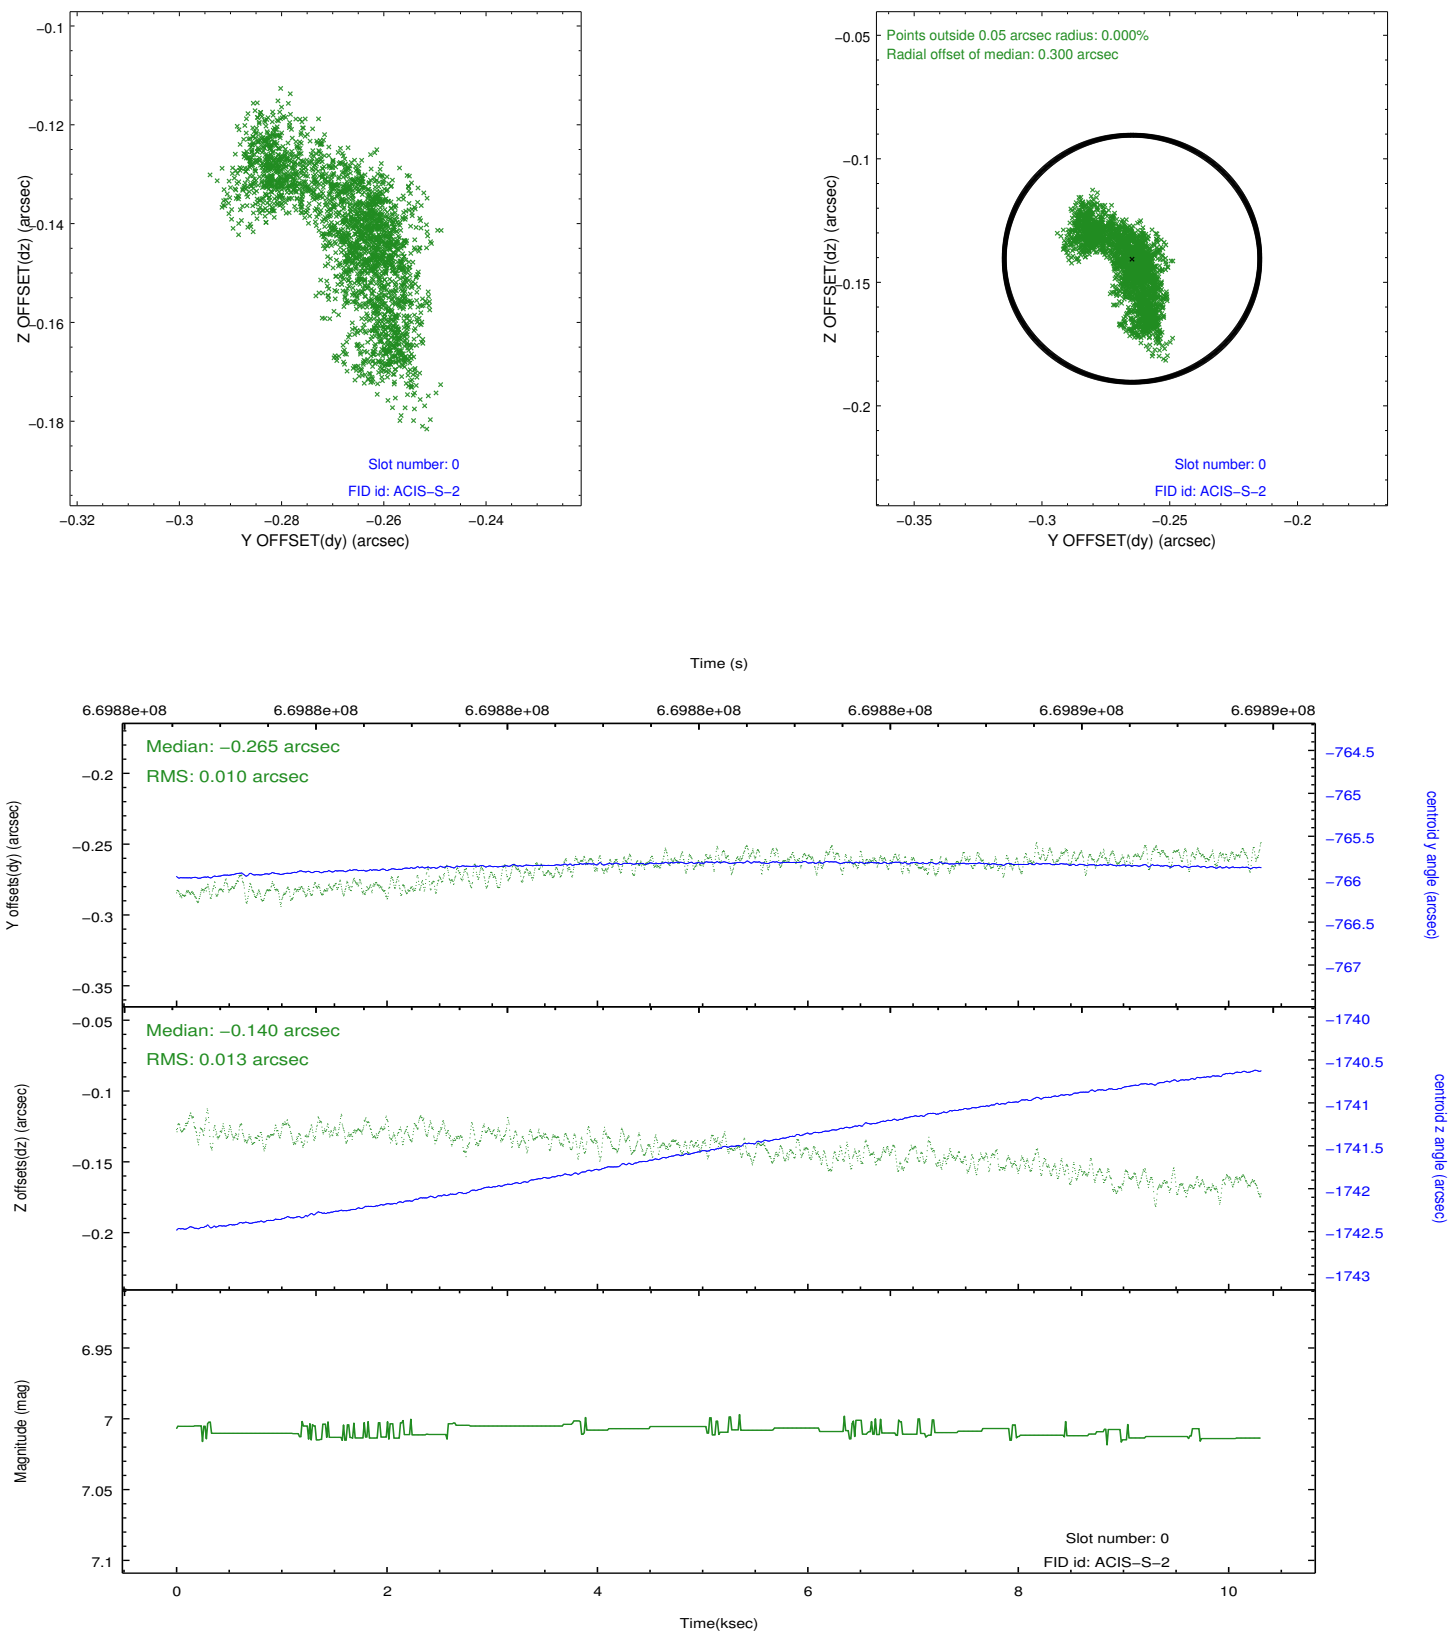 −0.1
−0.12
−0.14
−0.16
−0.18
Z OFFSET(dz) (arcsec)
Slot number: 0
FID id: ACIS−S−2
−0.32
−0.3
−0.28
−0.26
−0.24
Y OFFSET(dy) (arcsec)
Points outside 0.05 arcsec radius: 0.000%
Radial offset of median: 0.300 arcsec
−0.05
−0.1
−0.15
−0.2
Z OFFSET(dz) (arcsec)
Slot number: 0
FID id: ACIS−S−2
−0.35
−0.3
−0.25
−0.2
Y OFFSET(dy) (arcsec)
Time (s)
6.6988e+08
6.6988e+08
6.6988e+08
6.6988e+08
6.6988e+08
6.6989e+08
6.6989e+08
Median: −0.265 arcsec
RMS: 0.010 arcsec
−0.2
−0.25
−0.3
−0.35
Y offsets(dy) (arcsec)
−764.5
−765
−765.5
−766
−766.5
−767
centroid y angle (arcsec)
Median: −0.140 arcsec
RMS: 0.013 arcsec
−0.05
−0.1
−0.15
−0.2
Z offsets(dz) (arcsec)
−1740
−1740.5
−1741
−1741.5
−1742
−1742.5
−1743
centroid z angle (arcsec)
6.95
7
7.05
7.1
Magnitude (mag)
Slot number: 0
FID id: ACIS−S−2
0
2
4
6
8
10
Time(ksec)